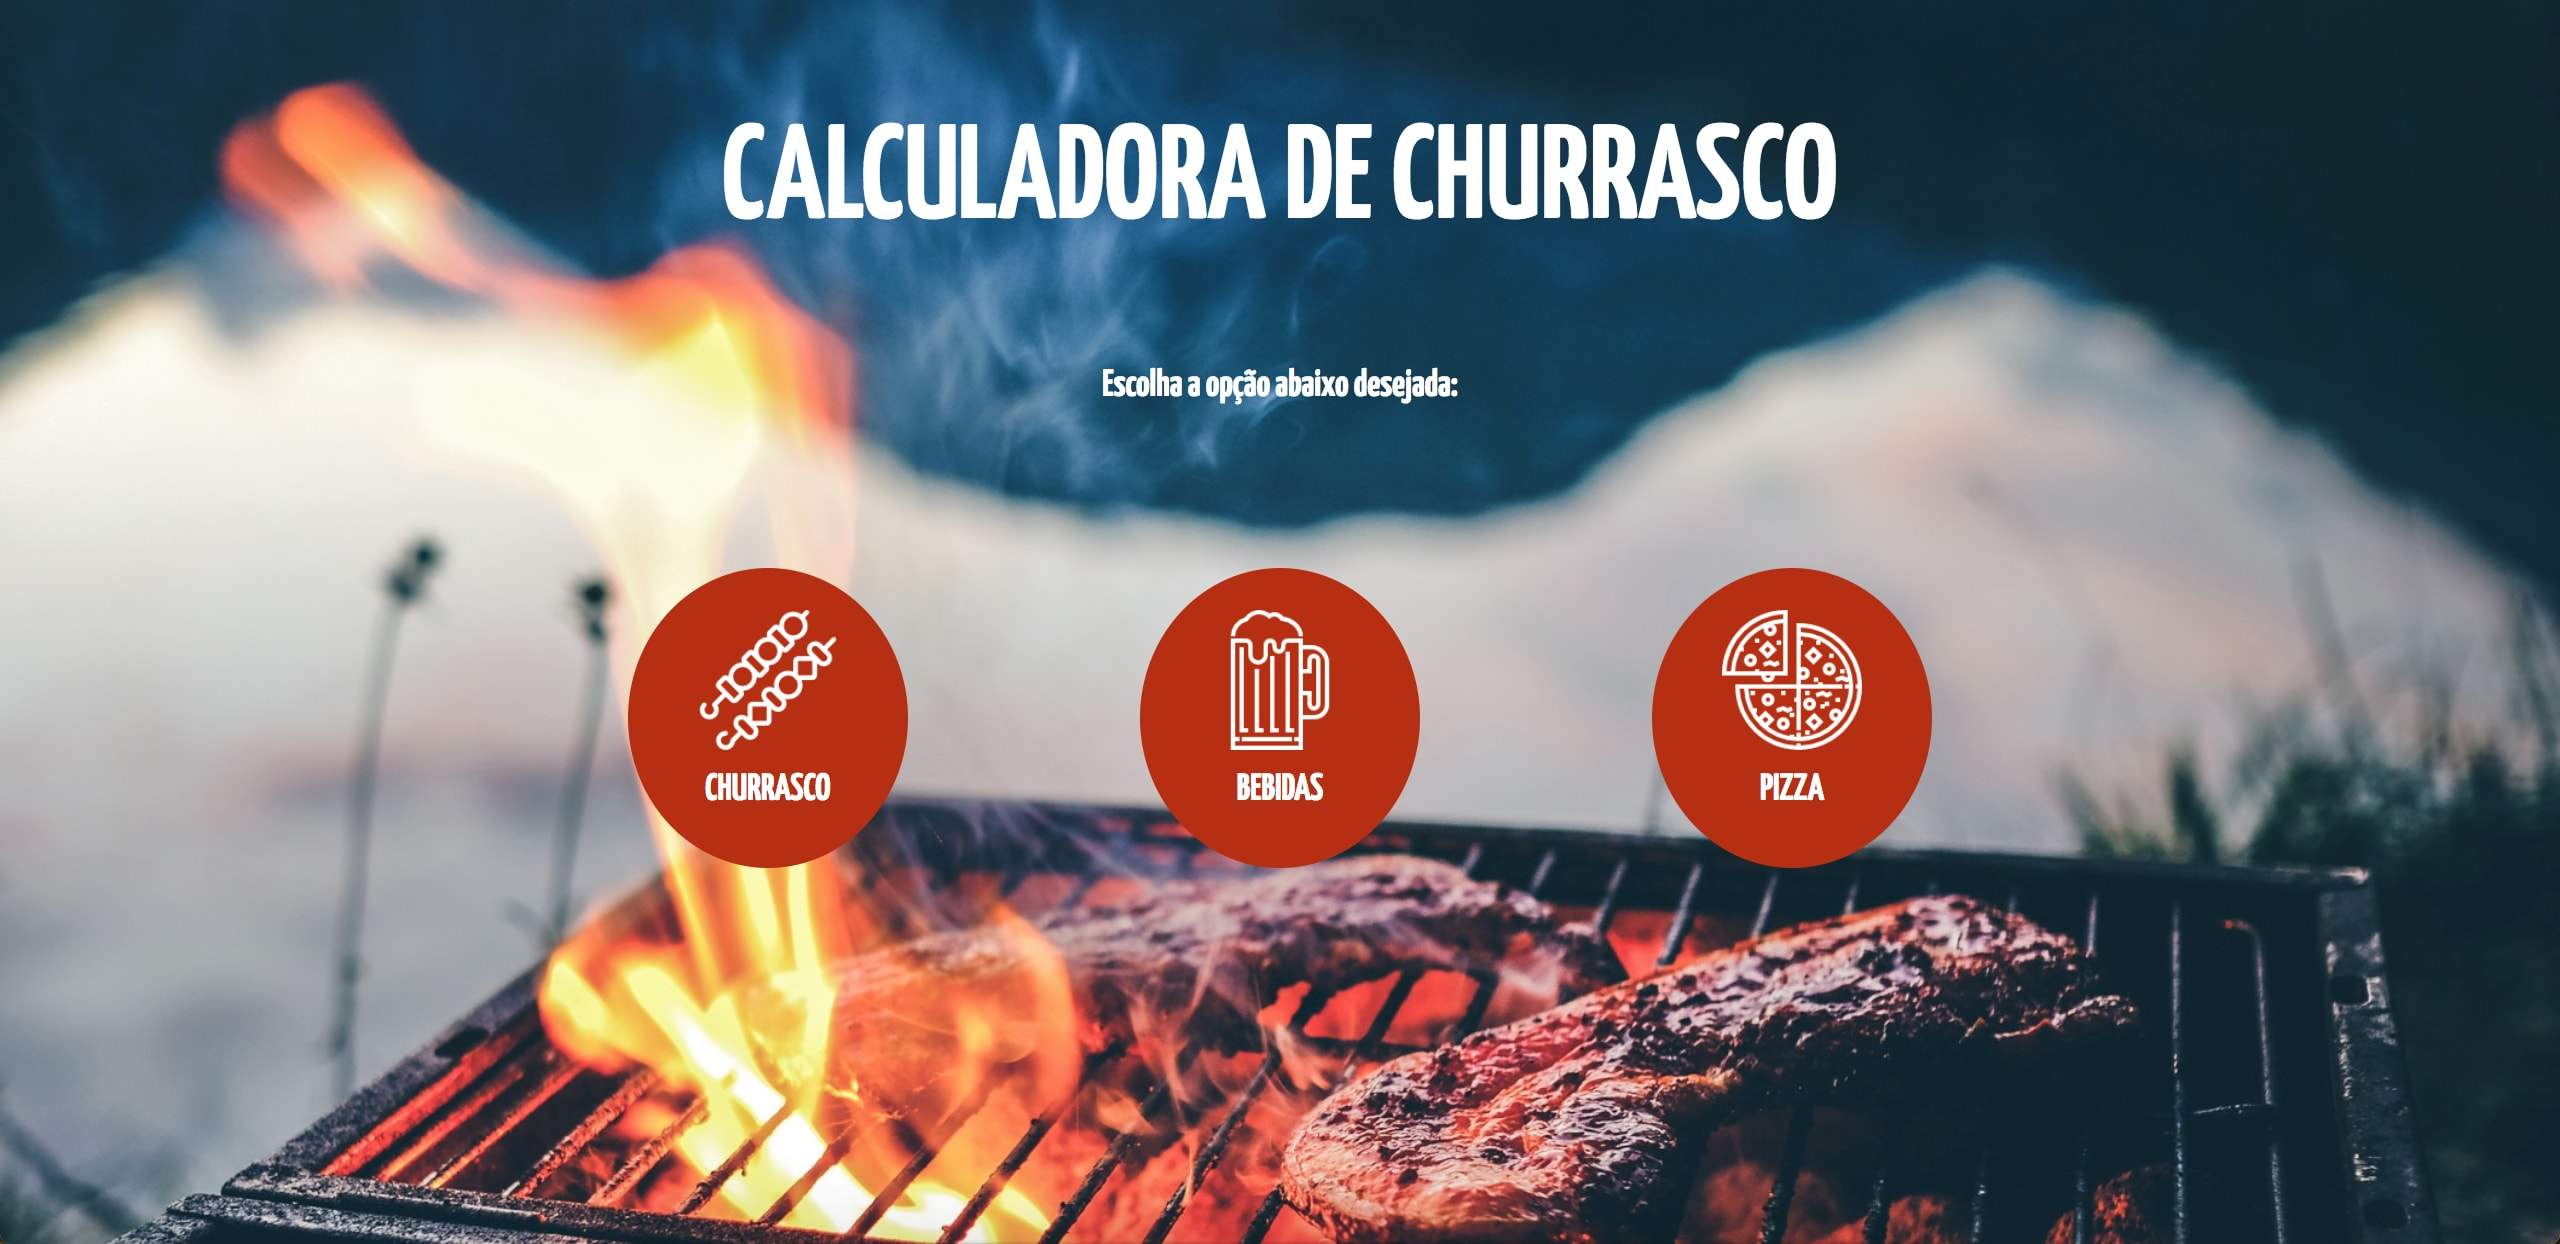 CALCULADORA DE CHURRASCO
Escolha a opção abaixo desejada:
CHURRASCO
BEBIDAS
PIZZA